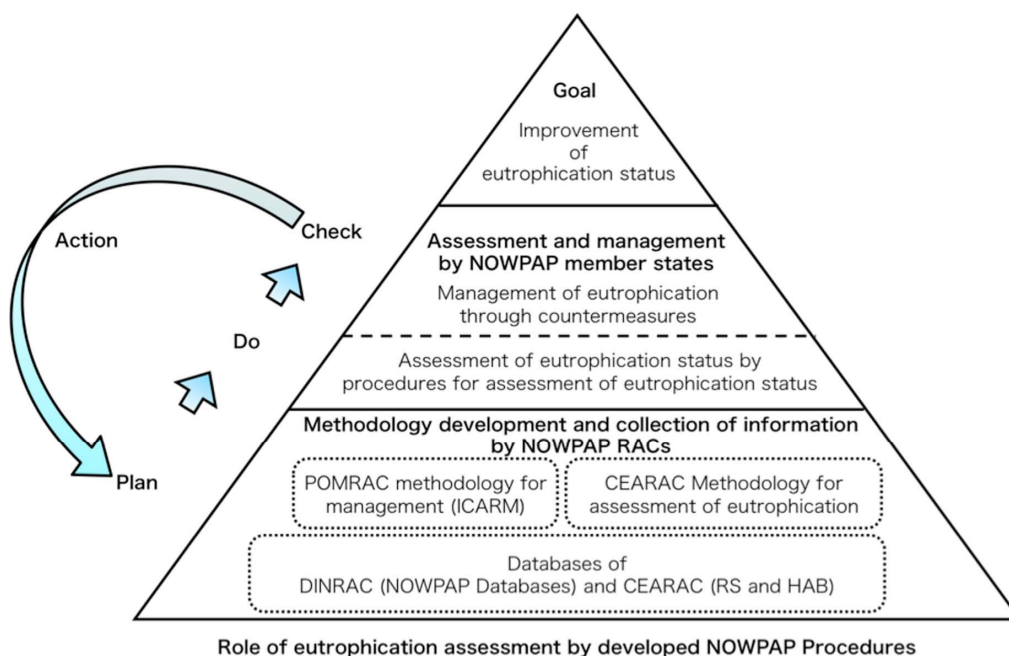 Goal
Improvement
of
eutrophication status
Check
Action
Assessment and management
by NOWPAP member states
Management of eutrophication
through countermeasures
Do
Assessment of eutrophication status by
procedures for assessment of eutrophication status
Methodology development and collection of information
by NOWPAP RACs
Plan
POMRAC methodology for
management (ICARM)
CEARAC Methodology for
assessment of eutrophication
Databases of
DINRAC (NOWPAP Databases) and CEARAC (RS and HAB)
Role of eutrophication assessment by developed NOWPAP Procedures